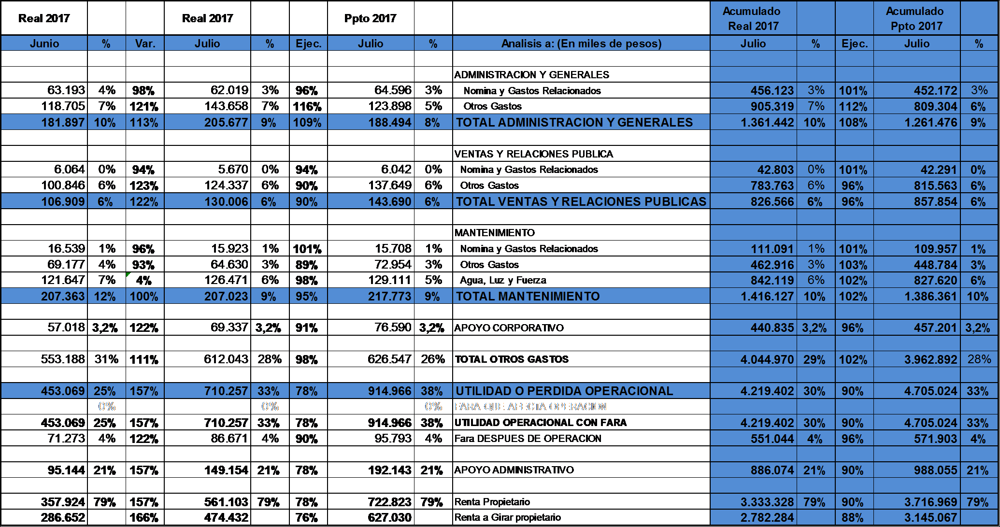 Real 2017 Real 2017 Ppto 2017 Acumulado Real 2017 Acumulado Ppto 2017
Junio % Var. Julio % Ejec. Julio % Analisis a: (En miles de pesos) Julio % Ejec. Julio %
ADMINISTRACION Y GENERALES
63.193 4% 98% 62.019 3% 96% 64.596 3% Nomina y Gastos Relacionados 456.123 3% 101% 452.172 3%
118.705 7% 121% 143.658 7% 116% 123.898 5% Otros Gastos 905.319 7% 112% 809.304 6%
181.897 10% 113% 205.677 9% 109% 188.494 8% TOTAL ADMINISTRACION Y GENERALES 1.361.442 10% 108% 1.261.476 9%
VENTAS Y RELACIONES PUBLICA
6.064 0% 94% 5.670 0% 94% 6.042 0% Nomina y Gastos Relacionados 42.803 0% 101% 42.291 0%
100.846 6% 123% 124.337 6% 90% 137.649 6% Otros Gastos 783.763 6% 96% 815.563 6%
106.909 6% 122% 130.006 6% 90% 143.690 6% TOTAL VENTAS Y RELACIONES PUBLICAS 826.566 6% 96% 857.854 6%
MANTENIMIENTO
16.539 1% 96% 15.923 1% 101% 15.708 1% Nomina y Gastos Relacionados 111.091 1% 101% 109.957 1%
69.177 4% 93% 64.630 3% 89% 72.954 3% Otros Gastos 462.916 3% 103% 448.784 3%
121.647 7% 4% 126.471 6% 98% 129.111 5% Agua, Luz y Fuerza 842.119 6% 102% 827.620 6%
207.363 12% 100% 207.023 9% 95% 217.773 9% TOTAL MANTENIMIENTO 1.416.127 10% 102% 1.386.361 10%
57.018 3,2% 122% 69.337 3,2% 91% 76.590 3,2% APOYO CORPORATIVO 440.835 3,2% 96% 457.201 3,2%
553.188 31% 111% 612.043 28% 98% 626.547 26% TOTAL OTROS GASTOS 4.044.970 29% 102% 3.962.892 28%
453.069 25% 157% 710.257 33% 78% 914.966 38% UTILIDAD O PERDIDA OPERACIONAL 4.219.402 30% 90% 4.705.024 33%
0% 0% 0% FARA QUE AFECTA OPERACION
453.069 25% 157% 710.257 33% 78% 914.966 38% UTILIDAD OPERACIONAL CON FARA 4.219.402 30% 90% 4.705.024 33%
71.273 4% 122% 86.671 4% 90% 95.793 4% Fara DESPUES DE OPERACION 551.044 4% 96% 571.903 4%
95.144 21% 157% 149.154 21% 78% 192.143 21% APOYO ADMINISTRATIVO 886.074 21% 90% 988.055 21%
357.924 79% 157% 561.103 79% 78% 722.823 79% Renta Propietario 3.333.328 79% 90% 3.716.969 79%
286.652 166% 474.432 76% 627.030 Renta a Girar propietario 2.782.284 88% 3.145.067